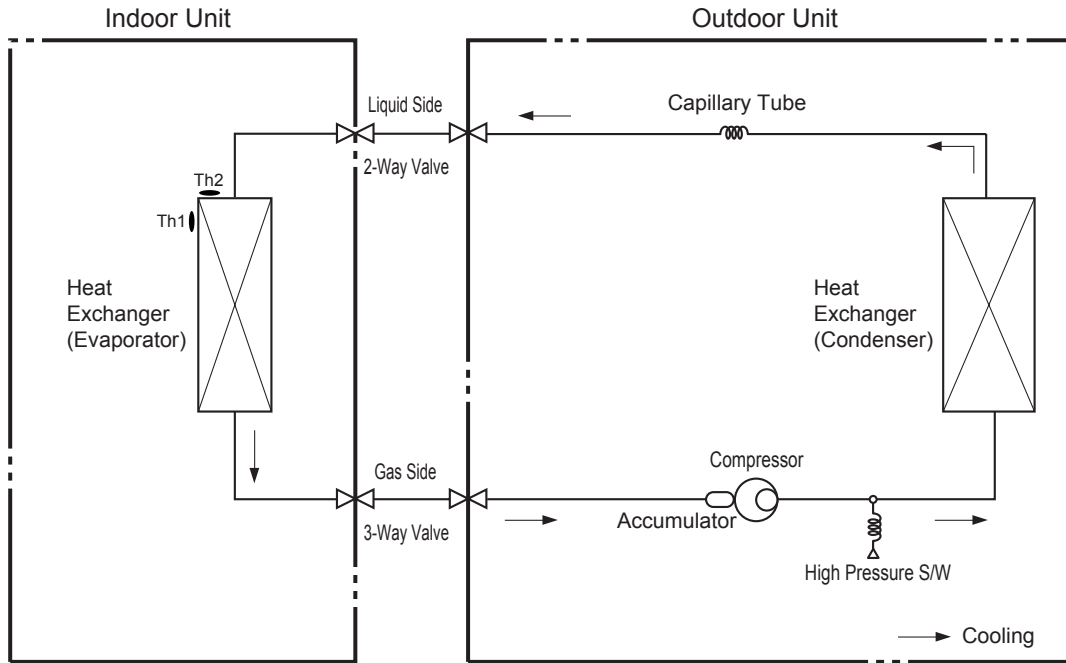 Indoor Unit
Outdoor Unit
Liquid Side
2-Way Valve
Capillary Tube
Th2
Th1
Heat
Exchanger
(Evaporator)
Heat
Exchanger
(Condenser)
Gas Side
3-Way Valve
Compressor
Accumulator
High Pressure S/W
Cooling